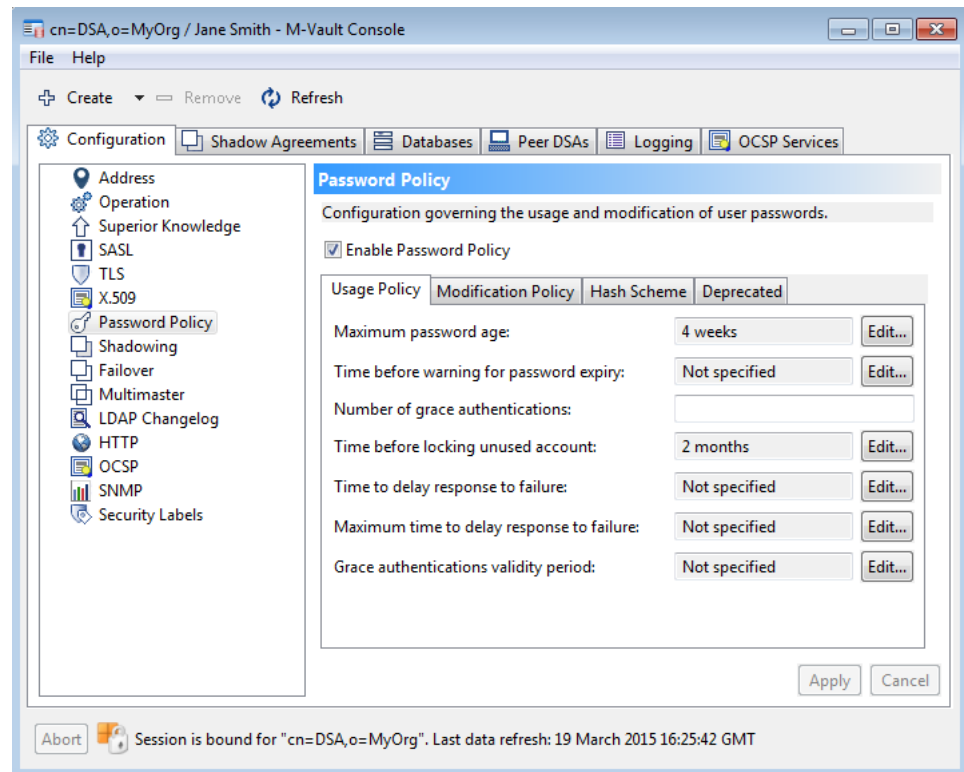 cn=DSA,o=MyOrg / Jane Smith - M-Vault Console
File Help
Create Remove Refresh
Configuration Shadow Agreements Databases Peer DSAs Logging OCSP Services
Address
Operation
Superior Knowledge
SASL
TLS
X.509
Password Policy
Shadowing
Failover
Multimaster
LDAP Changelog
HTTP
OCSP
SNMP
Security Labels
Password Policy
Configuration governing the usage and modification of user passwords.
Enable Password Policy
Usage Policy Modification Policy Hash Scheme Deprecated
Maximum password age: 4 weeks Edit...
Time before warning for password expiry: Not specified Edit...
Number of grace authentications:
Time before locking unused account: 2 months Edit...
Time to delay response to failure: Not specified Edit...
Maximum time to delay response to failure: Not specified Edit...
Grace authentications validity period: Not specified Edit...
Apply Cancel
Abort Session is bound for "cn=DSA,o=MyOrg". Last data refresh: 19 March 2015 16:25:42 GMT